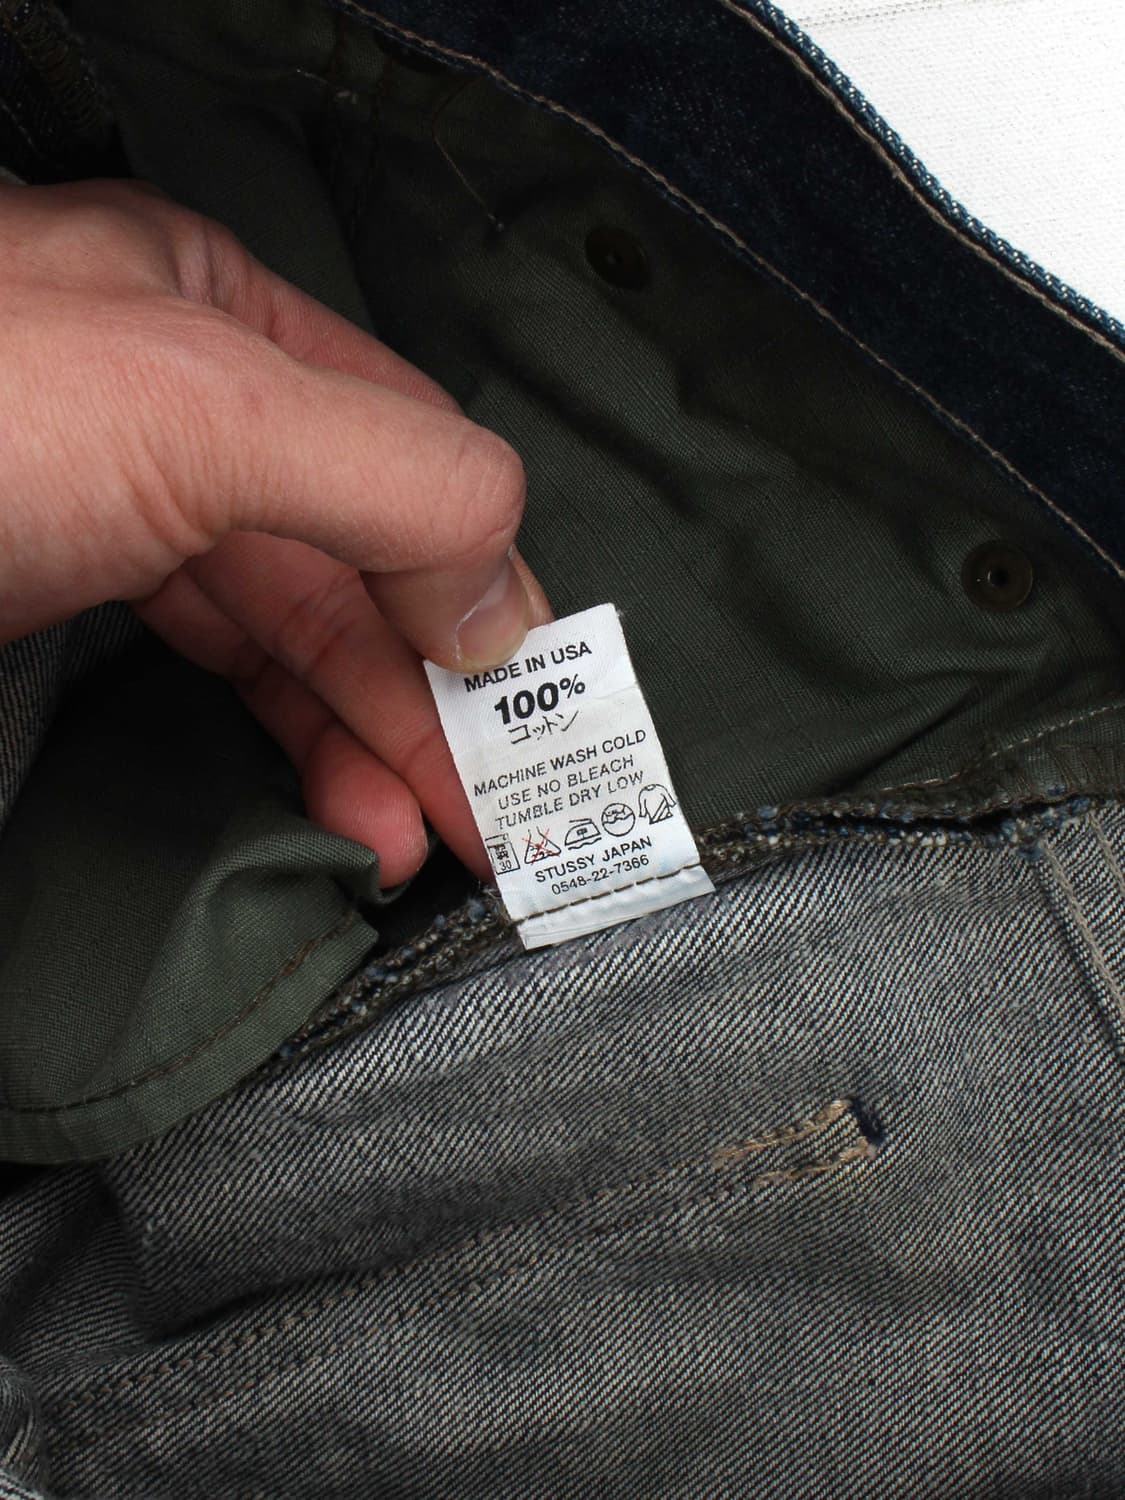 MADE IN USA
100%
コットン
MACHINE WASH COLD
USE NO BLEACH
TUMBLE DRY LOW
30
STUSSY JAPAN
0548-22-7366